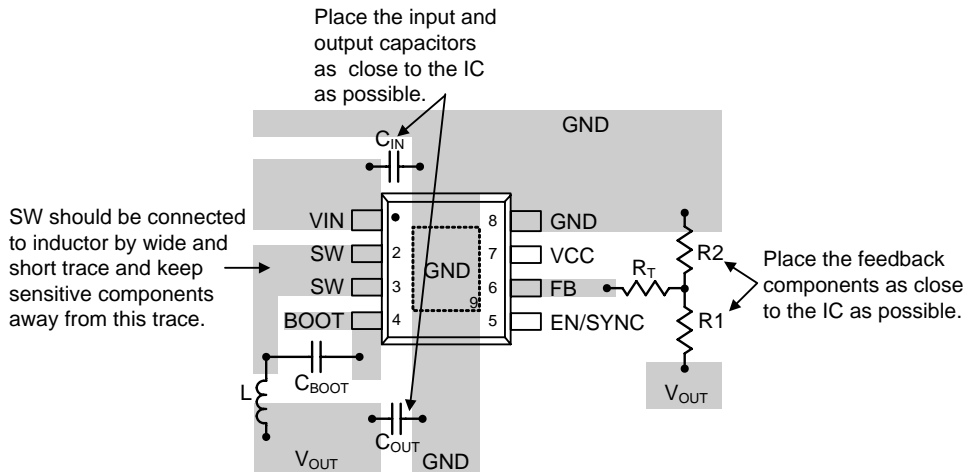 Place the input and
output capacitors
as close to the IC
as possible.
GND
CIN
SW should be connected
to inductor by wide and
short trace and keep
sensitive components
away from this trace.
VIN
SW
SW
BOOT
2
3
4
GND
9
8
7
6
5
GND
VCC
FB
EN/SYNC
RT
R2
R1
Place the feedback
components as close
to the IC as possible.
L
CBOOT
COUT
VOUT
GND
VOUT